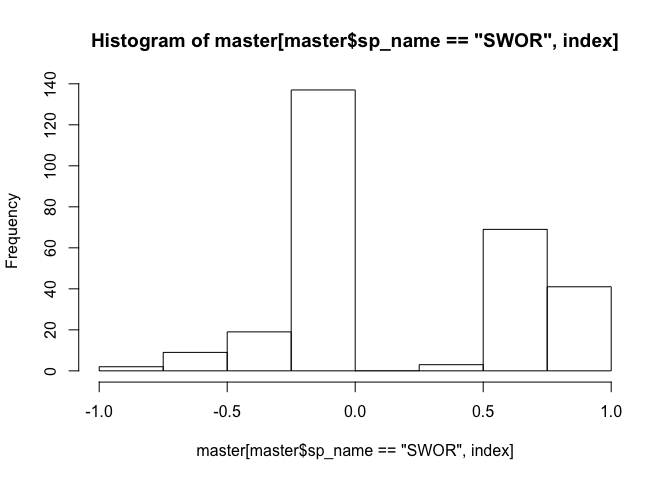 Histogram of master[master$sp_name == "SWOR", index]
Frequency
140
120
100
80
60
40
20
0
-1.0 -0.5 0.0 0.5 1.0
master[master$sp_name == "SWOR", index]